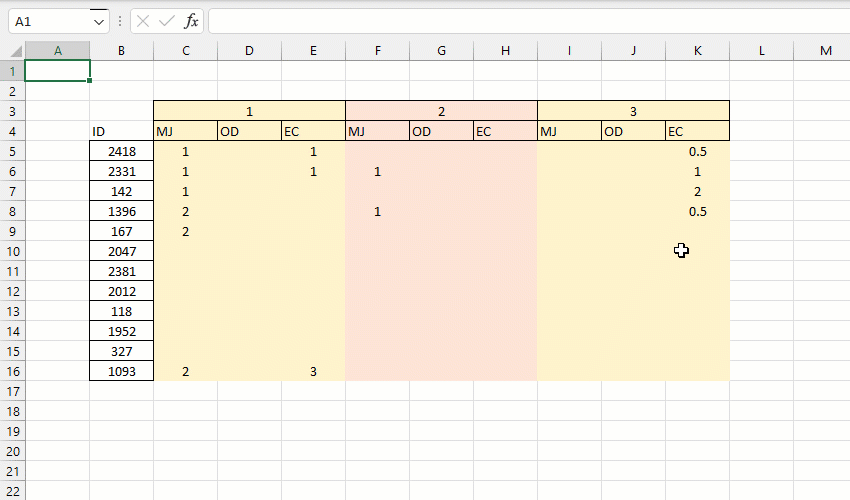 A1 fx
A B C D E F G H I J K L M
1
2
3 1 2 3
4 ID MJ OD EC MJ OD EC MJ OD EC
5 2418 1 1 0.5
6 2331 1 1 1 1
7 142 1 2
8 1396 2 1 0.5
9 167 2
10 2047
11 2381
12 2012
13 118
14 1952
15 327
16 1093 2 3
17
18
19
20
21
22